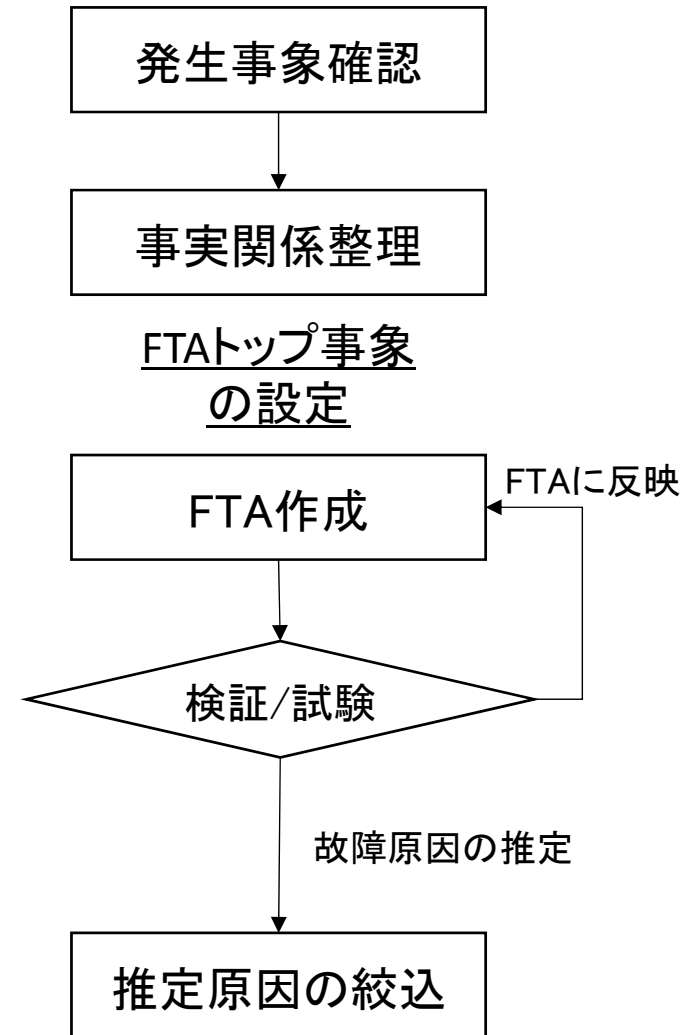 発生事象確認
事実関係整理
FTAトップ事象
の設定
FTA作成
FTAに反映
検証/試験
故障原因の推定
推定原因の絞込